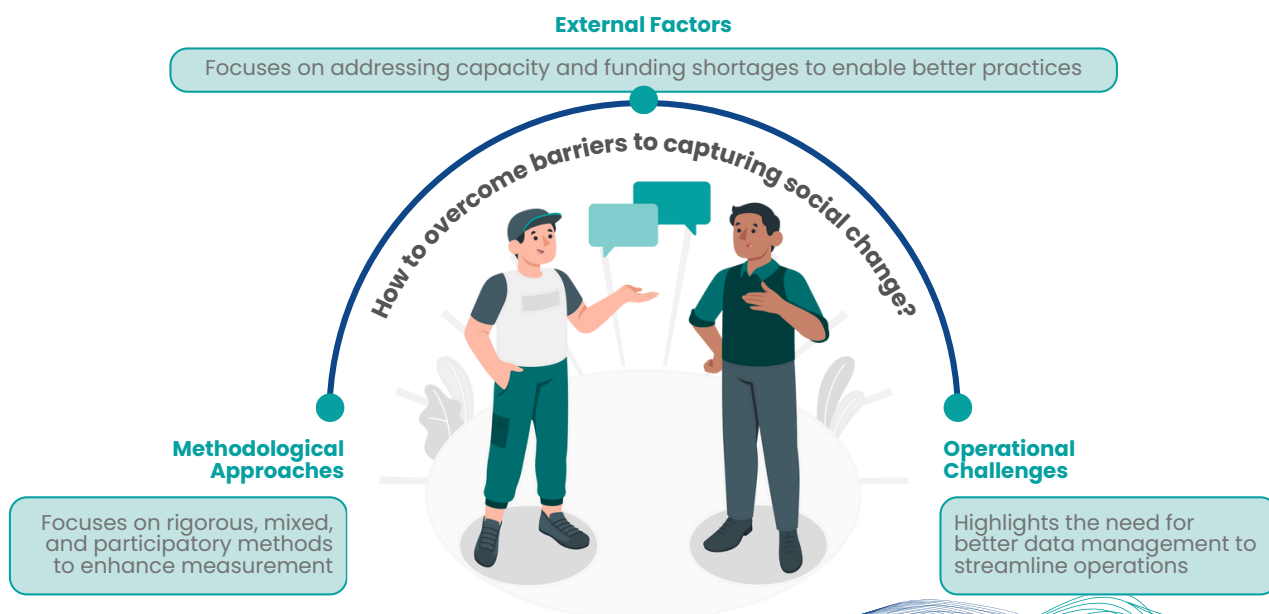 External Factors
Focuses on addressing capacity and funding shortages to enable better practices
How to overcome barriers to capturing social change?
Methodological
Approaches
Focuses on rigorous, mixed,
and participatory methods
to enhance measurement
Operational
Challenges
Highlights the need for
better data management to
streamline operations